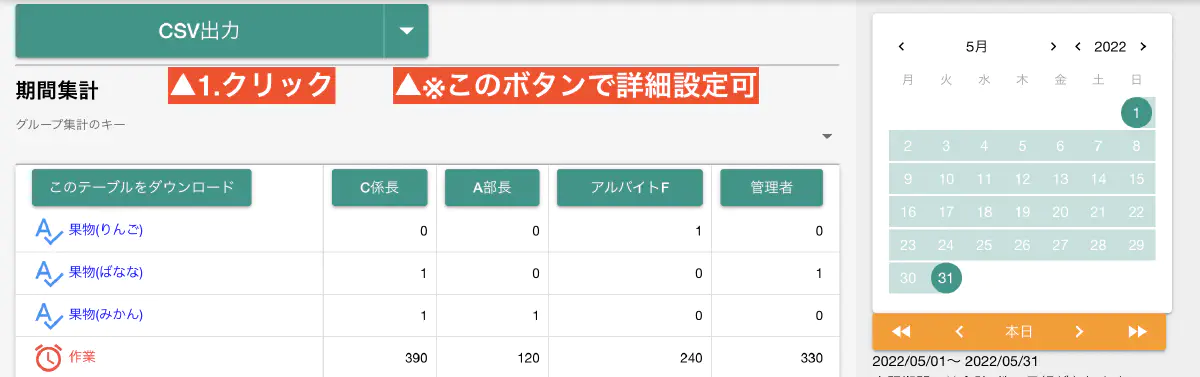 CSV出力
期間集計
▲1.クリック
▲※このボタンで詳細設定可
グループ集計のキー
このテーブルをダウンロード C係長 A部長 アルバイトF 管理者
果物(りんご) 0 0 1 0
果物(ばなな) 1 0 0 1
果物(みかん) 1 1 0 0
作業 390 120 240 330
5月 2022
月 火 水 木 金 土 日
1
2 3 4 5 6 7 8
9 10 11 12 13 14 15
16 17 18 19 20 21 22
23 24 25 26 27 28 29
30 31
本日
2022/05/01〜 2022/05/31